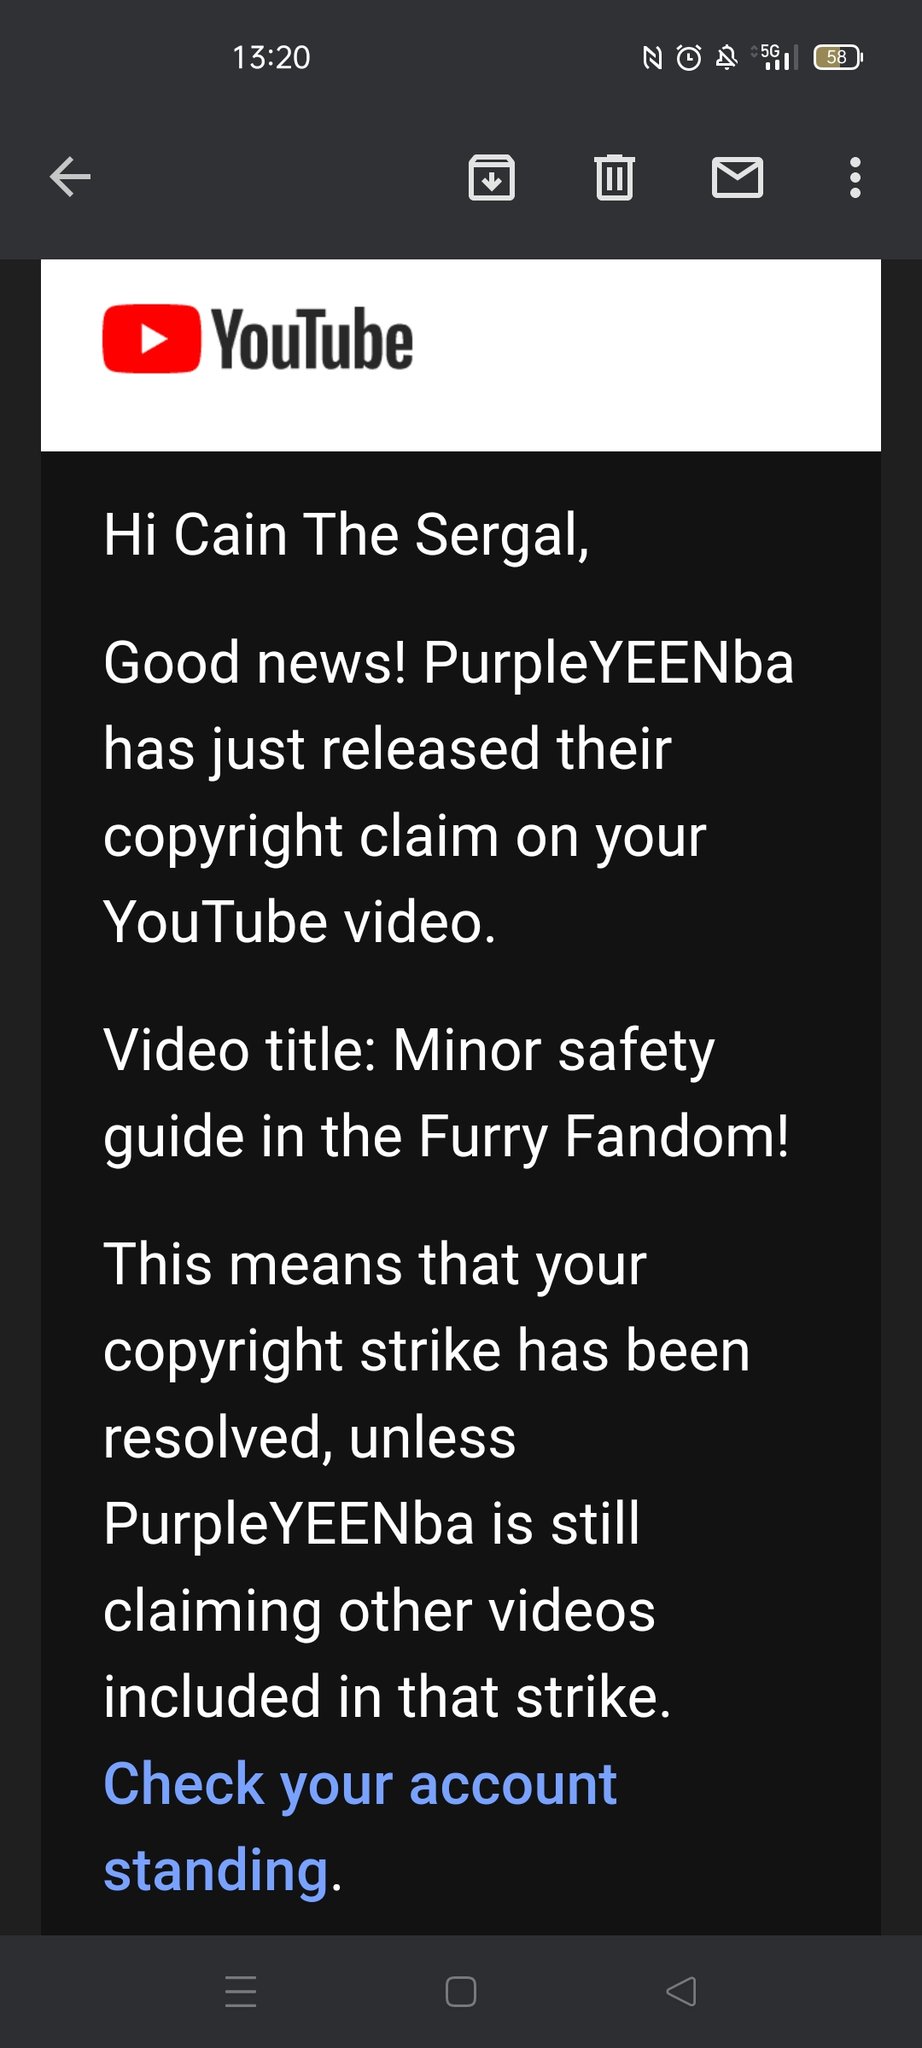 13:20
5G
58
YouTube
Hi Cain The Sergal,
Good news! PurpleYEENba
has just released their
copyright claim on your
YouTube video.
Video title: Minor safety
guide in the Furry Fandom!
This means that your
copyright strike has been
resolved, unless
PurpleYEENba is still
claiming other videos
included in that strike.
Check your account
standing.